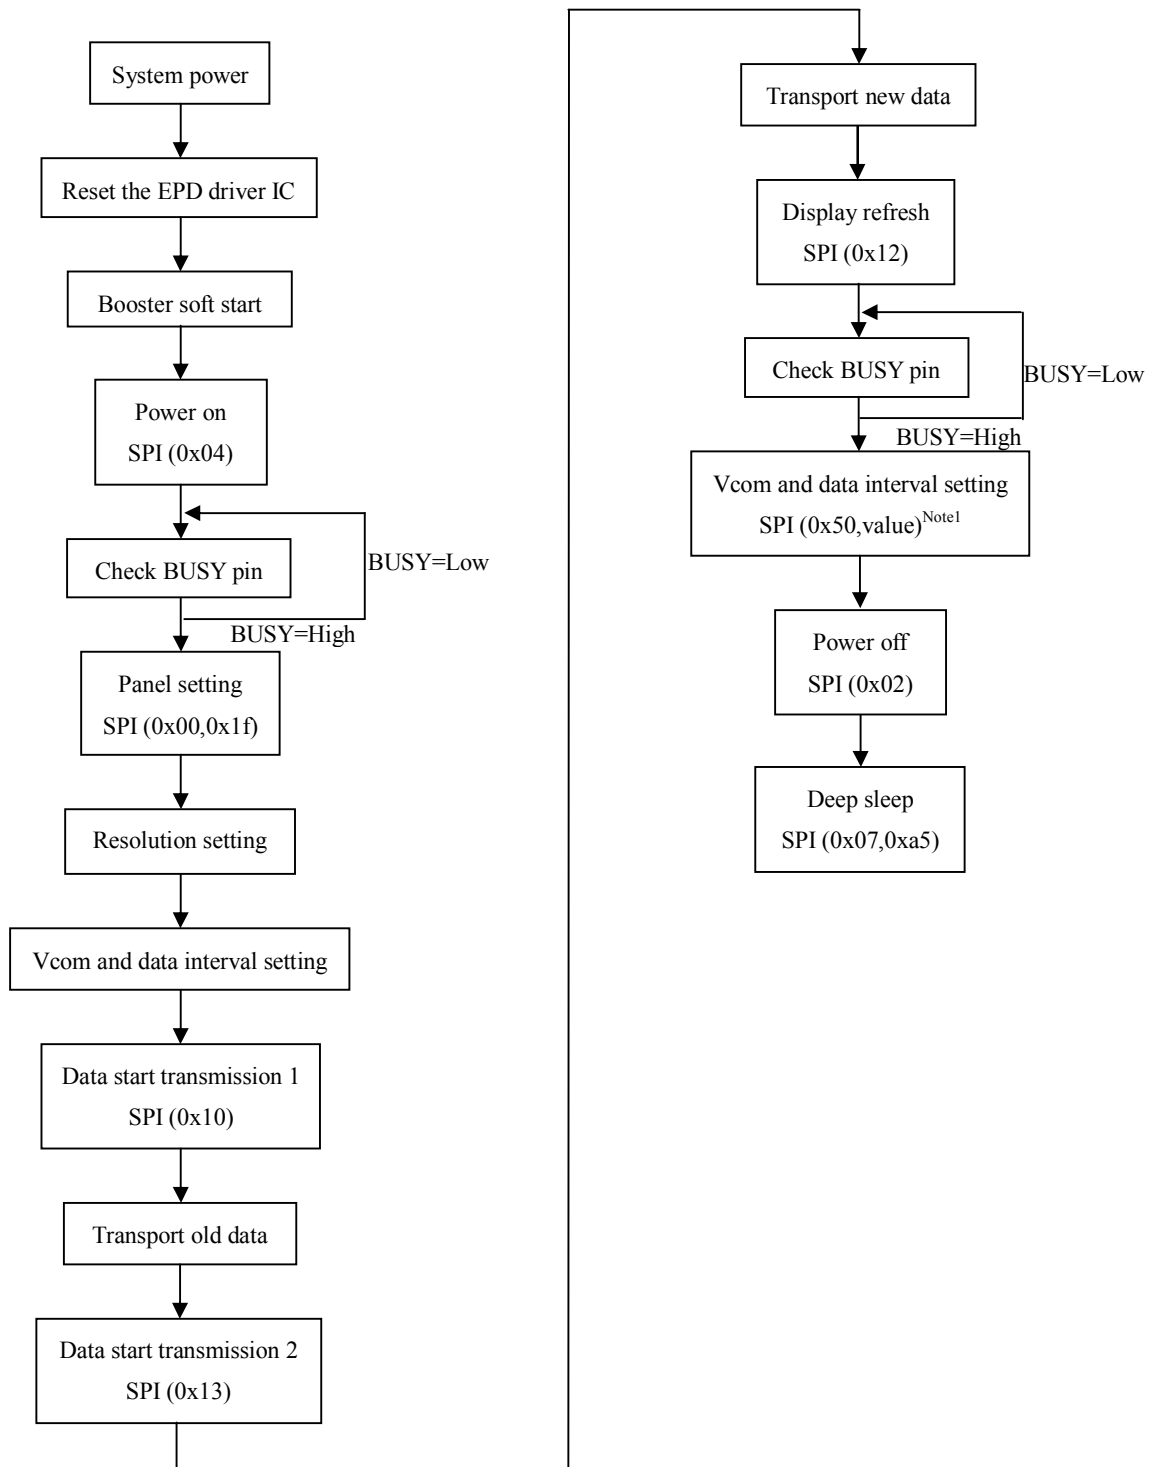 System power
Reset the EPD driver IC
Booster soft start
Power on
SPI (0x04)
Check BUSY pin
BUSY=Low
BUSY=High
Panel setting
SPI (0x00,0x1f)
Resolution setting
Vcom and data interval setting
Data start transmission 1
SPI (0x10)
Transport old data
Data start transmission 2
SPI (0x13)
Transport new data
Display refresh
SPI (0x12)
Check BUSY pin
BUSY=Low
BUSY=High
Vcom and data interval setting
SPI (0x50,value)Note1
Power off
SPI (0x02)
Deep sleep
SPI (0x07,0xa5)